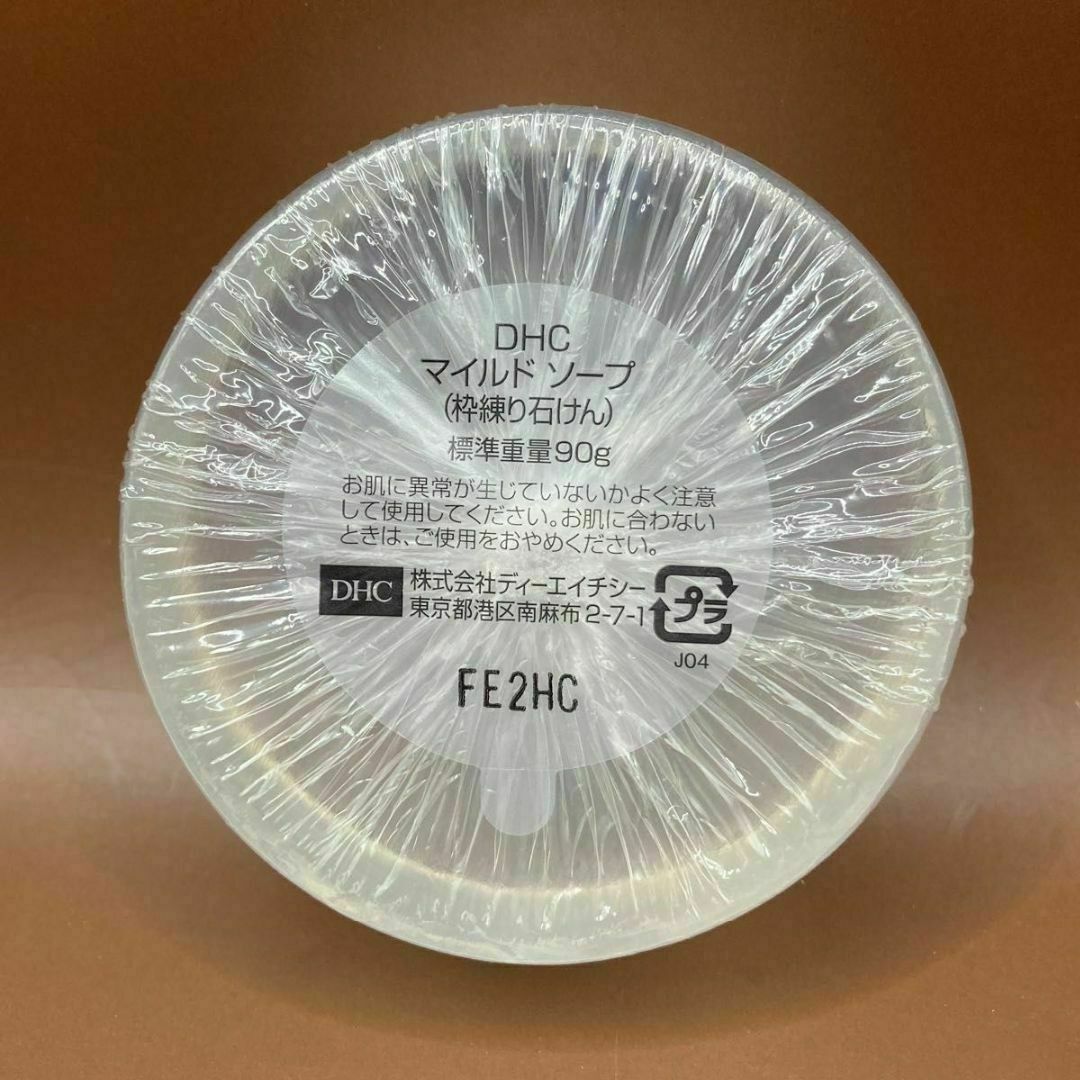 DHC
マイルド ソープ
(枠練り石けん)
標準重量90g
お肌に異常が生じていないかよく注意
して使用してください。お肌に合わない
ときは、ご使用をおやめください。
DHC 株式会社ディーエイチシー
東京都港区南麻布2-7-1
プラ
J04
FE2HC